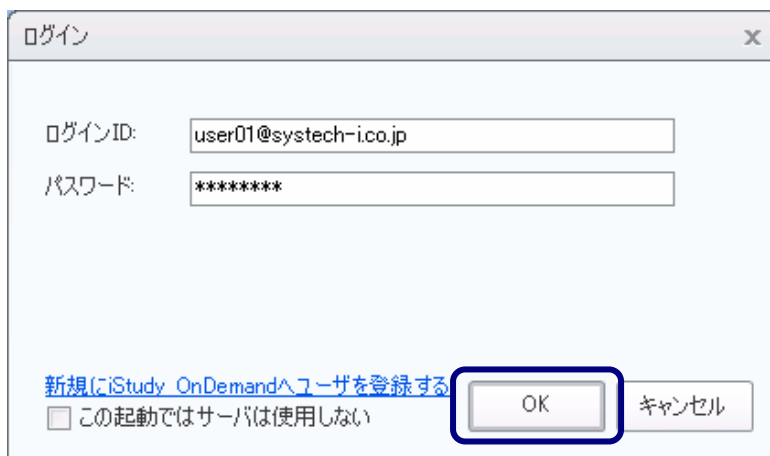 ログイン
x
ログインID: user01@systech-i.co.jp
パスワード: ********
新規にiStudy OnDemandへユーザを登録する
この起動ではサーバは使用しない
OK
キャンセル